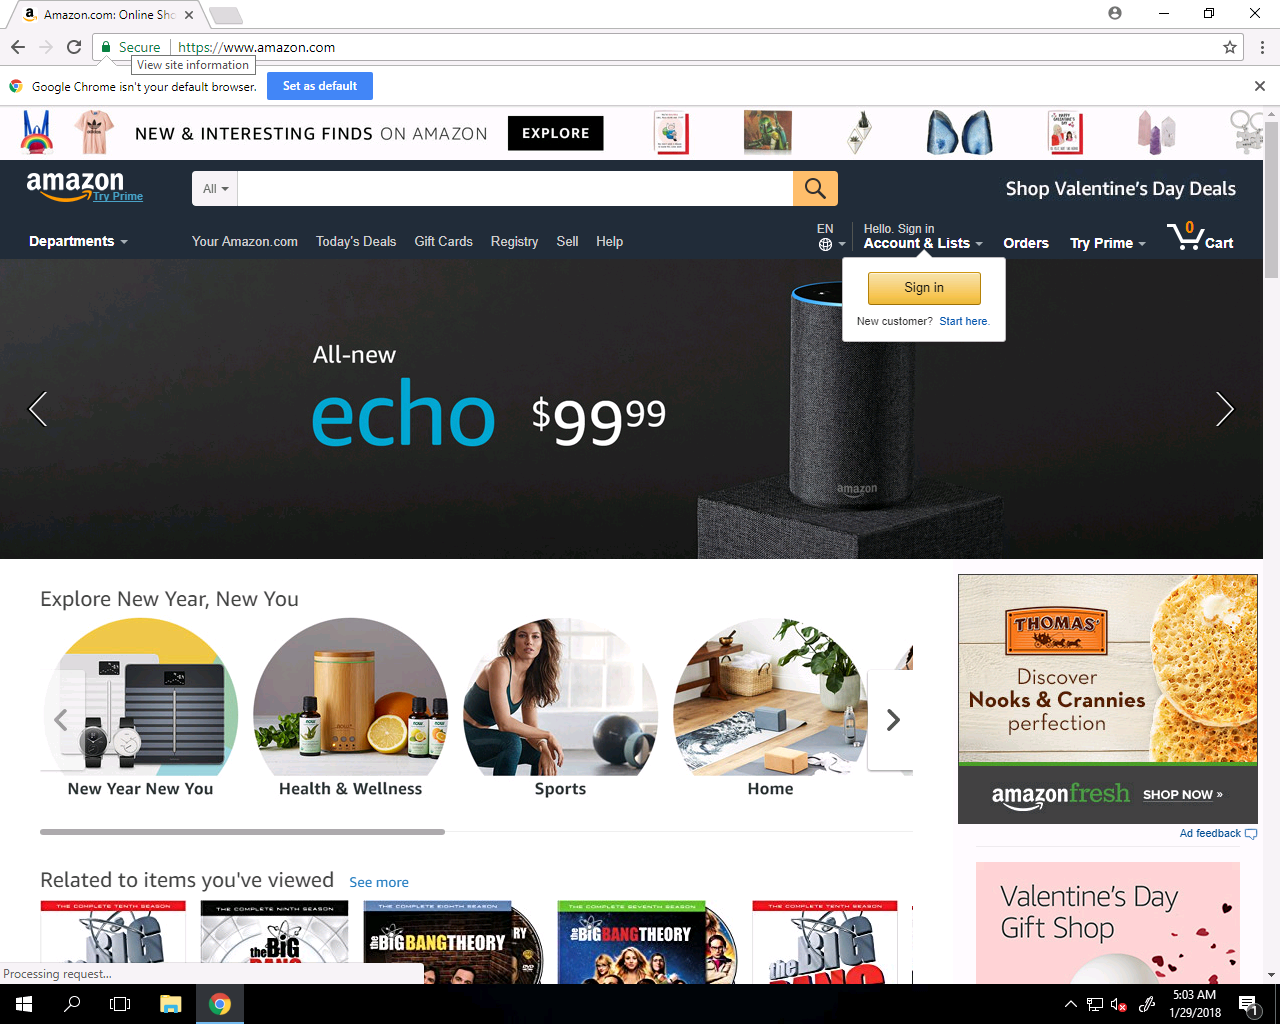 Amazon.com: Online Sho
Secure https://www.amazon.com
View site information
Google Chrome isn't your default browser. Set as default
NEW & INTERESTING FINDS ON AMAZON EXPLORE
amazon
Try Prime
All
Shop Valentine's Day Deals
Departments
Your Amazon.com Today's Deals Gift Cards Registry Sell Help
EN
Hello. Sign in
Account & Lists
Orders
Try Prime
0
Cart
Sign in
New customer? Start here.
All-new
echo $99 99
amazon
Explore New Year, New You
New Year New You
Health & Wellness
Sports
Home
THOMAS'
Discover
Nooks & Crannies
perfection
amazonfresh SHOP NOW »
Ad feedback
Related to items you've viewed See more
THE COMPLETE TENTH SEASON
THE COMPLETE NINTH SEASON
the BIG
THE COMPLETE EIGHTH SEASON
the BIG BANG THEORY
THE COMPLETE SEVENTH SEASON
the BIG BANG THEORY
THE COMPLETE TENTH SEASON
Valentine's Day
Gift Shop
Processing request...
5:03 AM
1/29/2018
1